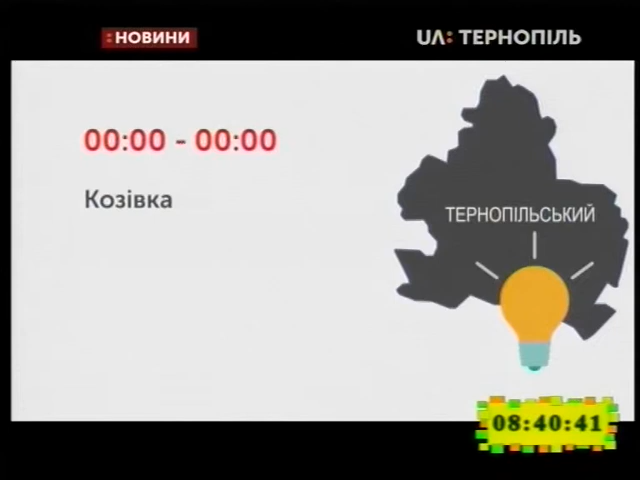 :НОВИНИ
UA: ТЕРНОПІЛЬ
00:00 - 00:00
Козівка
ТЕРНОПІЛЬСЬКИЙ
08:40:41